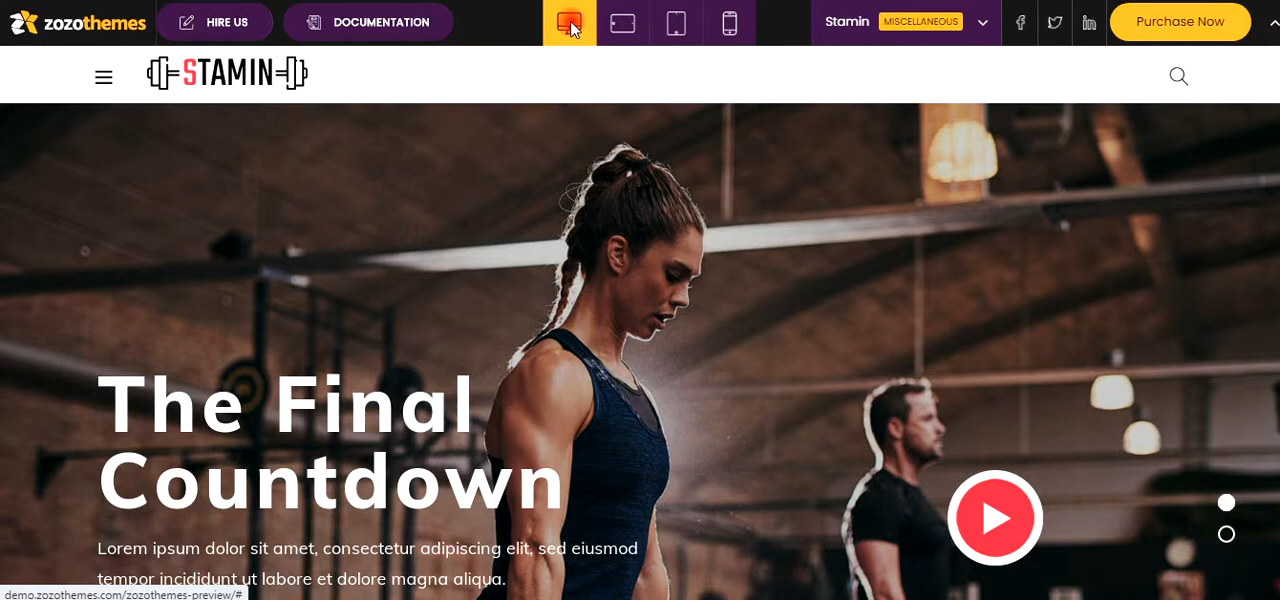 zozothemes
HIRE US
DOCUMENTATION
Stamin
MISCELLANEOUS
Purchase Now
STAMIN
The Final
Countdown
Lorem ipsum dolor sit amet, consectetur adipiscing elit, sed eiusmod
tempor incididunt ut labore et dolore magna aliqua.
demo.zozothemes.com/zozothemes-preview/#